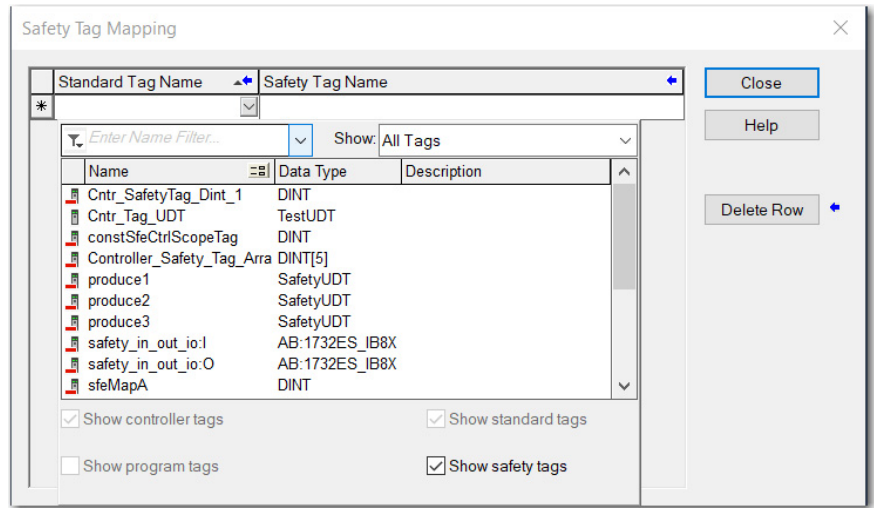 Safety Tag Mapping
Standard Tag Name Safety Tag Name
Close
Enter Name Filter... Show: All Tags
Help
Name Data Type Description
Cntr_SafetyTag_Dint_1 DINT
Cntr_Tag_UDT TestUDT
Delete Row
constSfeCtrlScopeTag DINT
Controller_Safety_Tag_Arra DINT[5]
produce1 SafetyUDT
produce2 SafetyUDT
produce3 SafetyUDT
safety_in_out_io:I AB:1732ES_IB8X
safety_in_out_io:O AB:1732ES_IB8X
sfeMapA DINT
Show controller tags Show standard tags
Show program tags Show safety tags